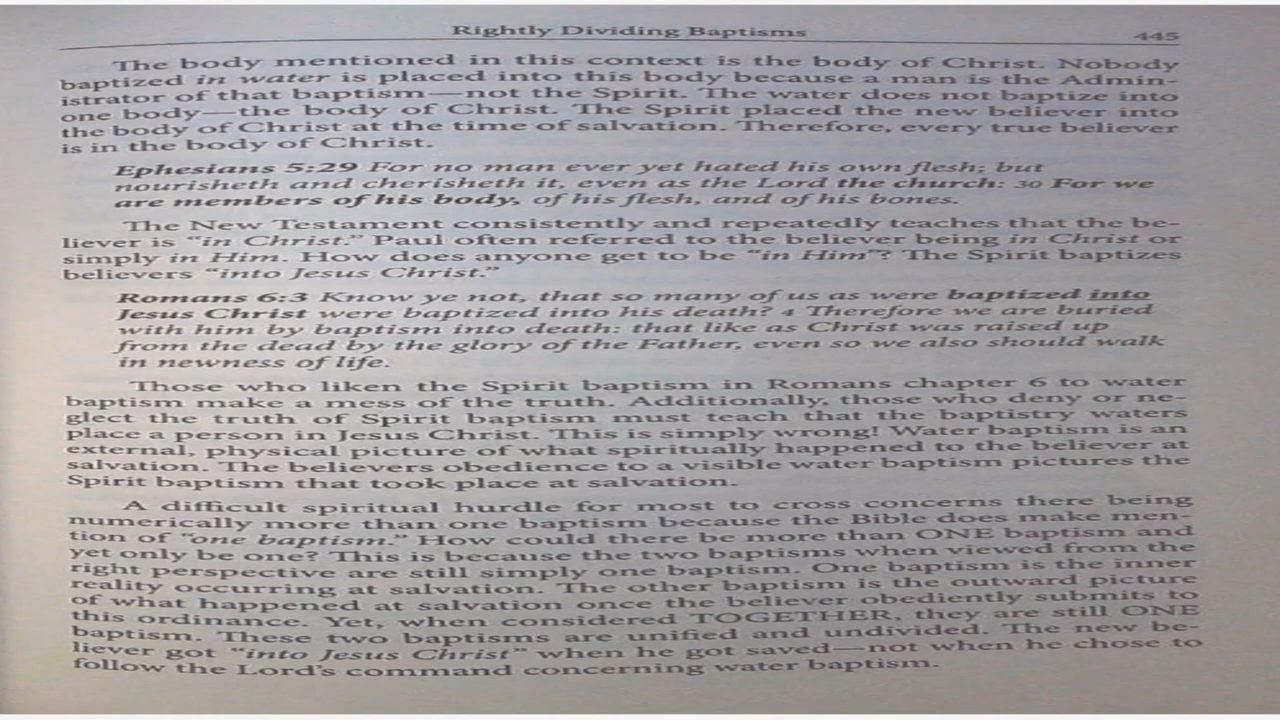 Rightly Dividing Baptisms 445
The body mentioned in this context is the body of Christ. Nobody
baptized in water is placed into this body because a man is the Admin-
istrator of that baptism—not the Spirit. The water does not baptize into
one body—the body of Christ. The Spirit placed the new believer into
the body of Christ at the time of salvation. Therefore, every true believer
is in the body of Christ.
Ephesians 5:29 For no man ever yet hated his own flesh; but
nourisheth and cherisheth it, even as the Lord the church: 30 For we
are members of his body, of his flesh, and of his bones.
The New Testament consistently and repeatedly teaches that the be-
liever is "in Christ." Paul often referred to the believer being in Christ or
simply in Him. How does anyone get to be "in Him"? The Spirit baptizes
believers "into Jesus Christ."
Romans 6:3 Know ye not, that so many of us as were baptized into
Jesus Christ were baptized into his death? 4 Therefore we are buried
with him by baptism into death: that like as Christ was raised up
from the dead by the glory of the Father, even so we also should walk
in newness of life.
Those who liken the Spirit baptism in Romans chapter 6 to water
baptism make a mess of the truth. Additionally, those who deny or ne-
glect the truth of Spirit baptism must teach that the baptistry waters
place a person in Jesus Christ. This is simply wrong! Water baptism is an
external, physical picture of what spiritually happened to the believer at
salvation. The believers obedience to a visible water baptism pictures the
Spirit baptism that took place at salvation.
A difficult spiritual hurdle for most to cross concerns there being
numerically more than one baptism because the Bible does make men-
tion of "one baptism." How could there be more than ONE baptism and
yet only be one? This is because the two baptisms when viewed from the
right perspective are still simply one baptism. One baptism is the inner
reality occurring at salvation. The other baptism is the outward picture
of what happened at salvation once the believer obediently submits to
this ordinance. Yet, when considered TOGETHER, they are still ONE
baptism. These two baptisms are unified and undivided. The new be-
liever got "into Jesus Christ" when he got saved—not when he chose to
follow the Lord's command concerning water baptism.